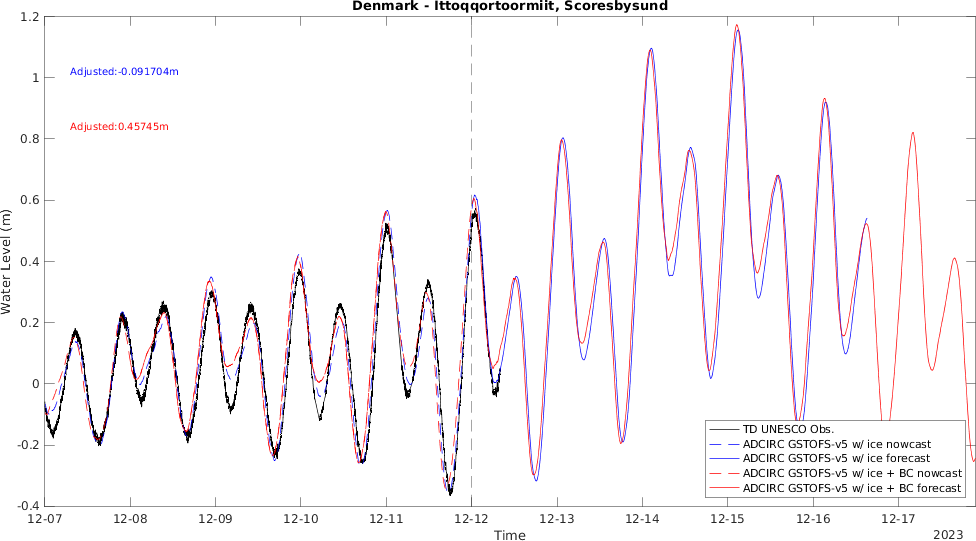 Denmark - Ittoqqortoormiit, Scoresbysund
1.2
1
0.8
0.6
0.4
0.2
0
-0.2
-0.4
Water Level (m)
Adjusted:-0.091704m
Adjusted:0.45745m
TD UNESCO Obs.
ADCIRC GSTOFS-v5 w/ ice nowcast
ADCIRC GSTOFS-v5 w/ ice forecast
ADCIRC GSTOFS-v5 w/ ice + BC nowcast
ADCIRC GSTOFS-v5 w/ ice + BC forecast
12-07 12-08 12-09 12-10 12-11 12-12 12-13 12-14 12-15 12-16 12-17
Time
2023